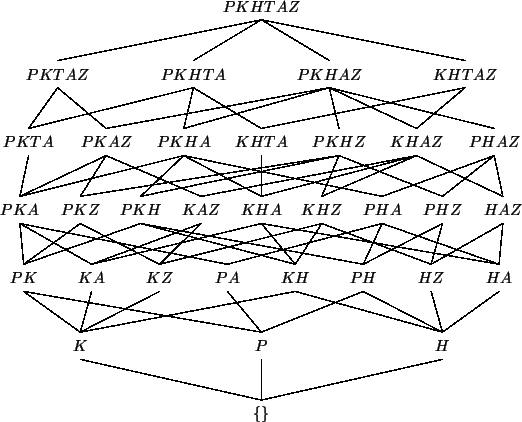 PKHTAZ
PKTAZ PKHTA PKHAZ KHTAZ
PKTA PKAZ PKHA KHTA PKHZ KHAZ PHAZ
PKA PKZ PKH KAZ KHA KHZ PHA PHZ HAZ
PK KA KZ PA KH PH HZ HA
K P H
{}